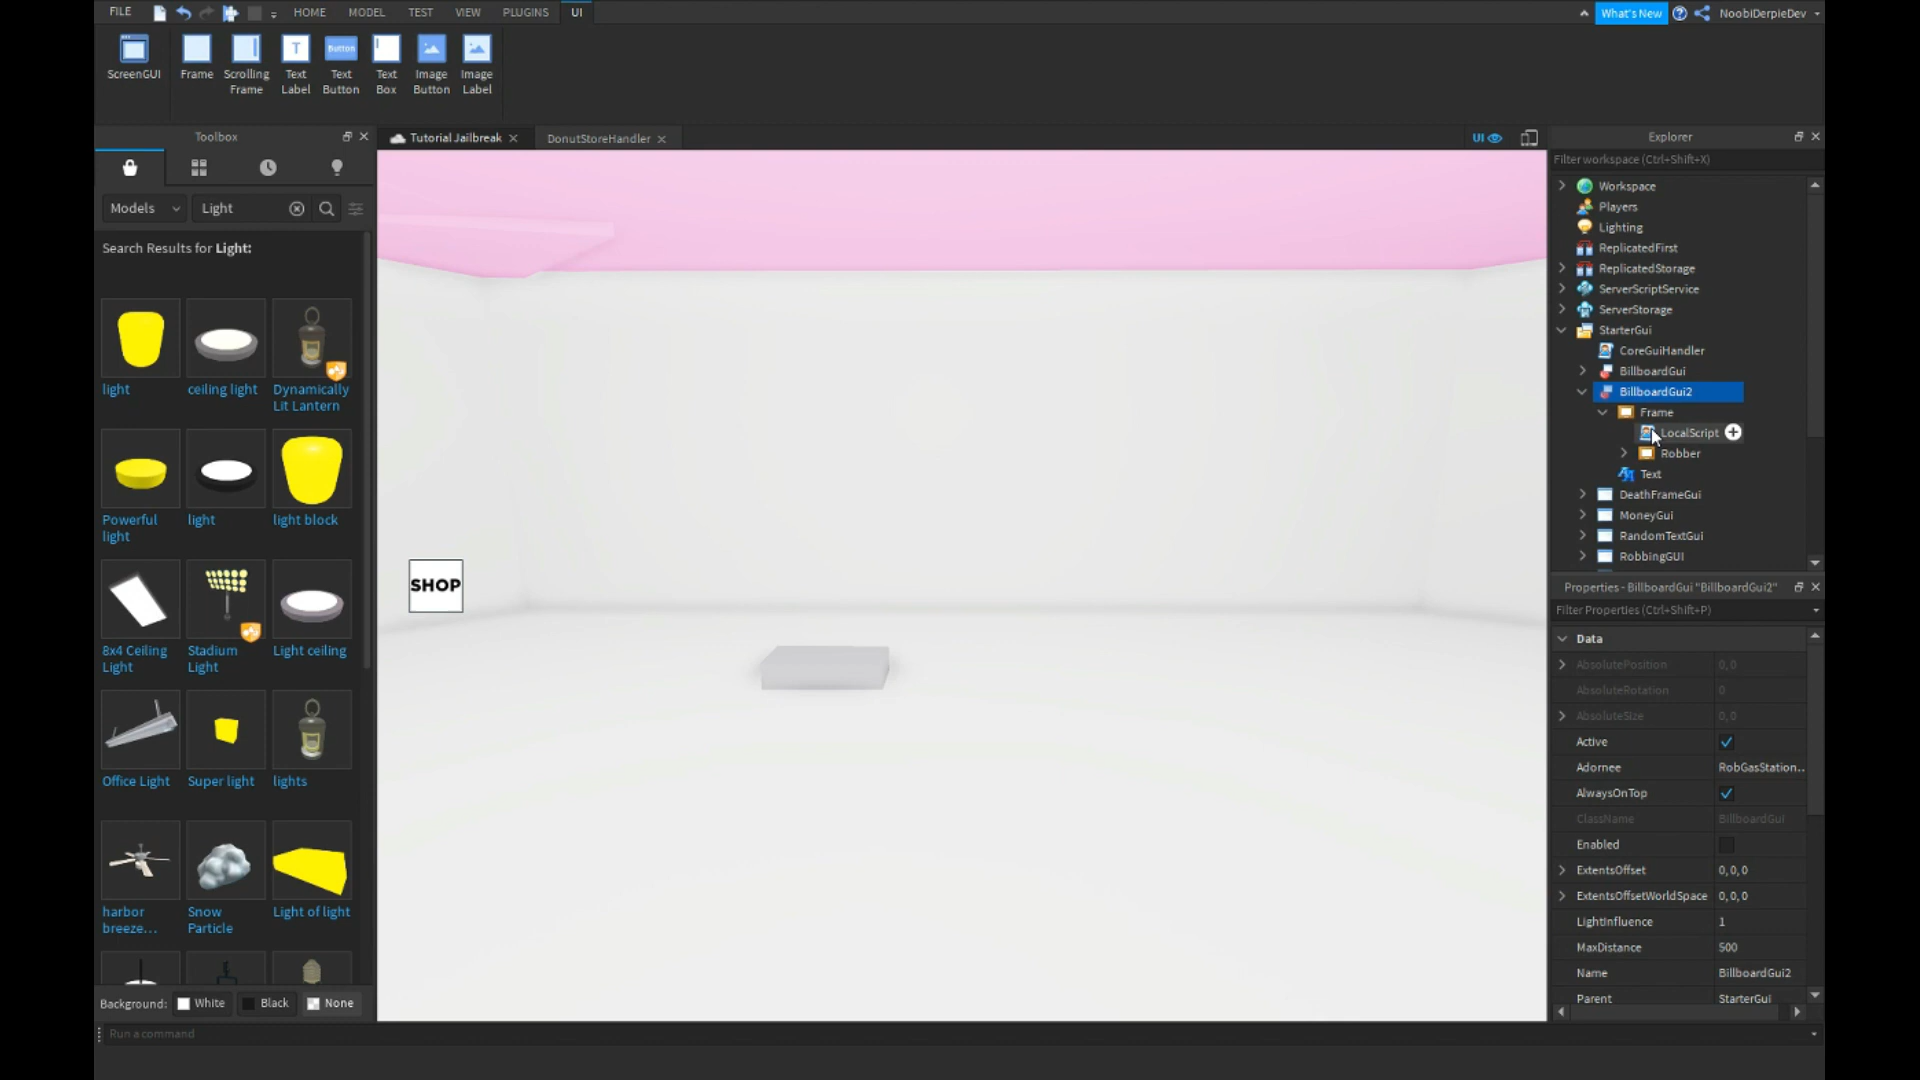 FILE HOME MODEL TEST VIEW PLUGINS UI What's New NoobiDerpieDev
ScreenGUI Frame Scrolling Frame Text Label Text Button Text Box Image Button Image Label
Button
T
Toolbox
Tutorial Jailbreak DonutStoreHandler UI
Models Light
Search Results for Light:
light ceiling light Dynamically Lit Lantern
Powerful light light light block
8x4 Ceiling Light Stadium Light Light ceiling
Office Light Super light lights
harbor breeze... Snow Particle Light of light
Background: White Black None
Run a command
SHOP
Explorer
Filter workspace (Ctrl+Shift+X)
Workspace
Players
Lighting
ReplicatedFirst
ReplicatedStorage
ServerScriptService
ServerStorage
StarterGui
CoreGuiHandler
BillboardGui
BillboardGui2
Frame
LocalScript
Robber
Text
DeathFrameGui
MoneyGui
RandomTextGui
RobbingGUI
Properties - BillboardGui "BillboardGui2"
Filter Properties (Ctrl+Shift+P)
Data
AbsolutePosition 0, 0
AbsoluteRotation 0
AbsoluteSize 0, 0
Active
Adornee RobGasStation...
AlwaysOnTop
ClassName BillboardGui
Enabled
ExtentsOffset 0, 0, 0
ExtentsOffsetWorldSpace 0, 0, 0
LightInfluence 1
MaxDistance 500
Name BillboardGui2
Parent StarterGui